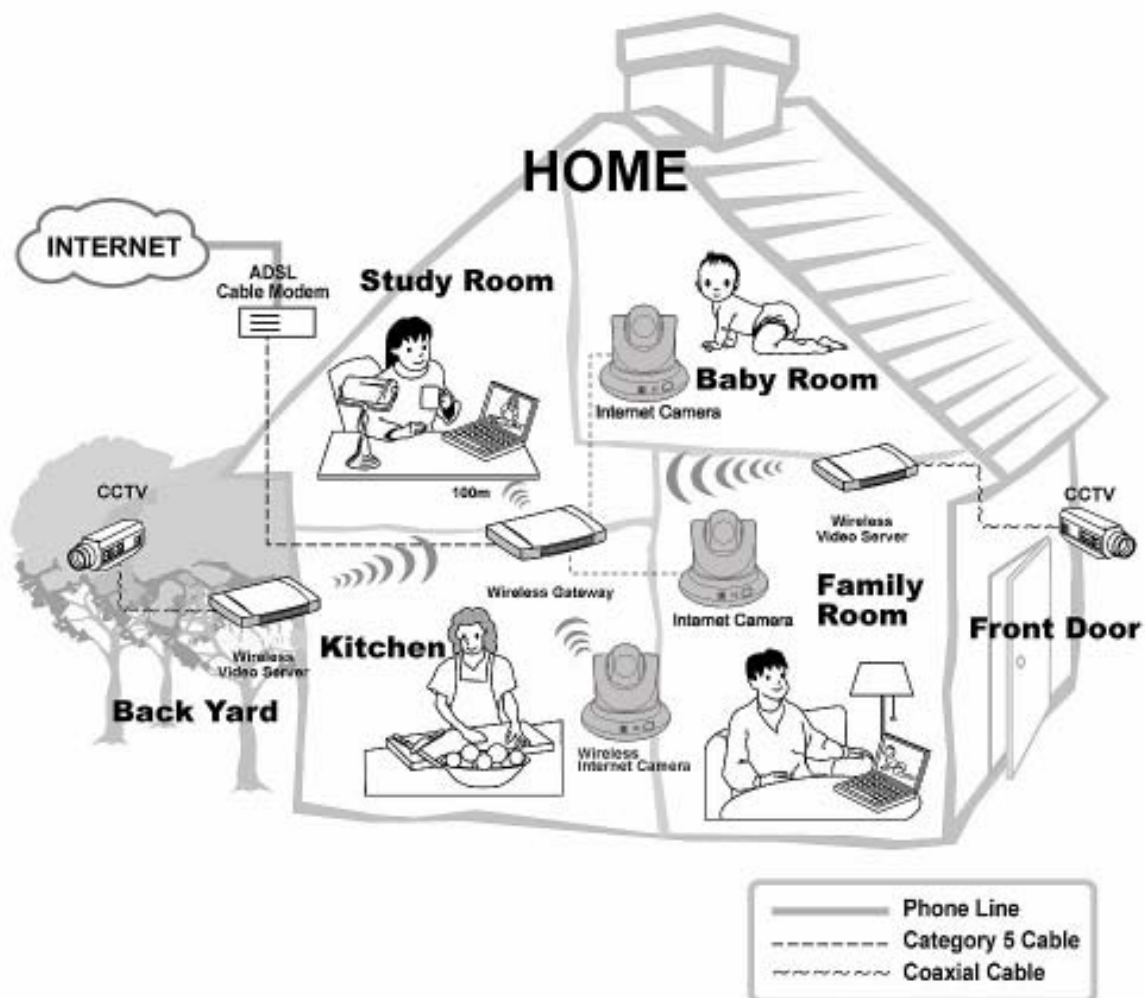 HOME
INTERNET
ADSL
Cable Modem
Study Room
Baby Room
Internet Camera
100m
CCTV
CCTV
Wireless
Video Server
Wireless Gateway
Internet Camera
Family
Room
Front Door
Kitchen
Wireless
Video Server
Back Yard
Wireless
Internet Camera
Phone Line
Category 5 Cable
Coaxial Cable